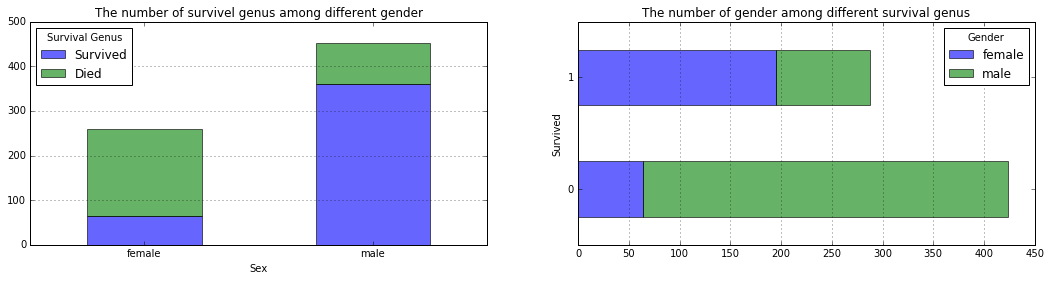 The number of survivel genus among different gender
500
400
300
200
100
0
Survival Genus
Survived
Died
female male
Sex
The number of gender among different survival genus
Gender
female
male
Survived
1
0
0 50 100 150 200 250 300 350 400 450